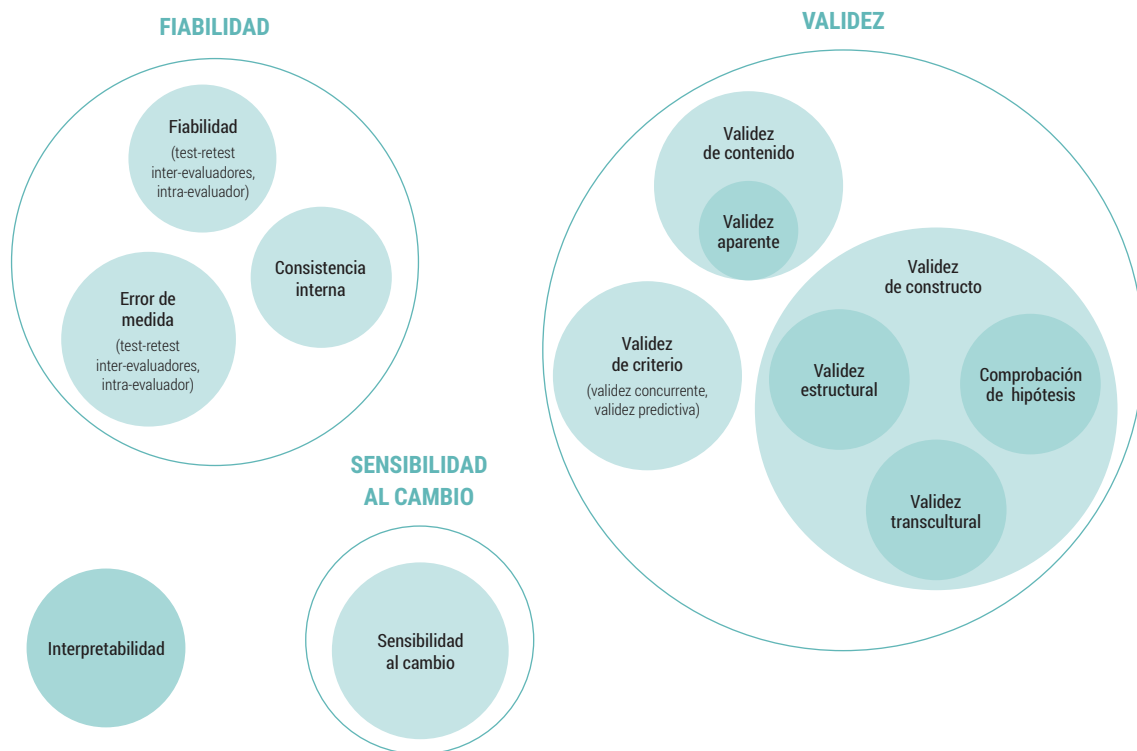 FIABILIDAD
Fiabilidad
(test-retest
inter-evaluadores,
intra-evaluador)
Consistencia
interna
Error de
medida
(test-retest
inter-evaluadores,
intra-evaluador)
VALIDEZ
Validez
de contenido
Validez
aparente
Validez
de criterio
(validez concurrente,
validez predictiva)
Validez
de constructo
Validez
estructural
Comprobación
de hipótesis
Validez
transcultural
SENSIBILIDAD
AL CAMBIO
Sensibilidad
al cambio
Interpretabilidad